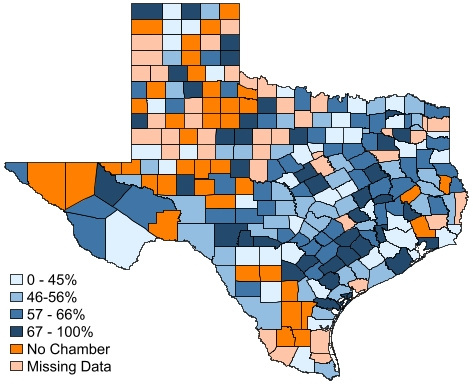 0 - 45%
46-56%
57 - 66%
67 - 100%
No Chamber
Missing Data